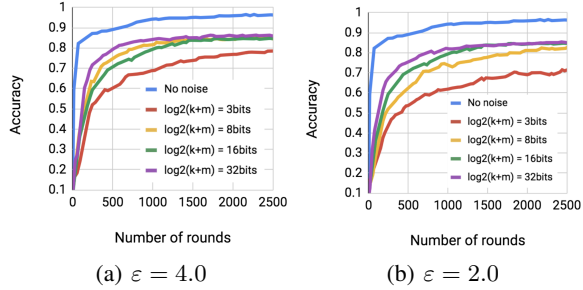 1
0.9
0.8
0.7
0.6
0.5
0.4
0.3
0.2
0.1
Accuracy
No noise
log2(k+m) = 3bits
log2(k+m) = 8bits
log2(k+m) = 16bits
log2(k+m) = 32bits
0 500 1000 1500 2000 2500
Number of rounds
(a) ε = 4.0
1
0.9
0.8
0.7
0.6
0.5
0.4
0.3
0.2
0.1
Accuracy
No noise
log2(k+m) = 3bits
log2(k+m) = 8bits
log2(k+m) = 16bits
log2(k+m) = 32bits
0 500 1000 1500 2000 2500
Number of rounds
(b) ε = 2.0